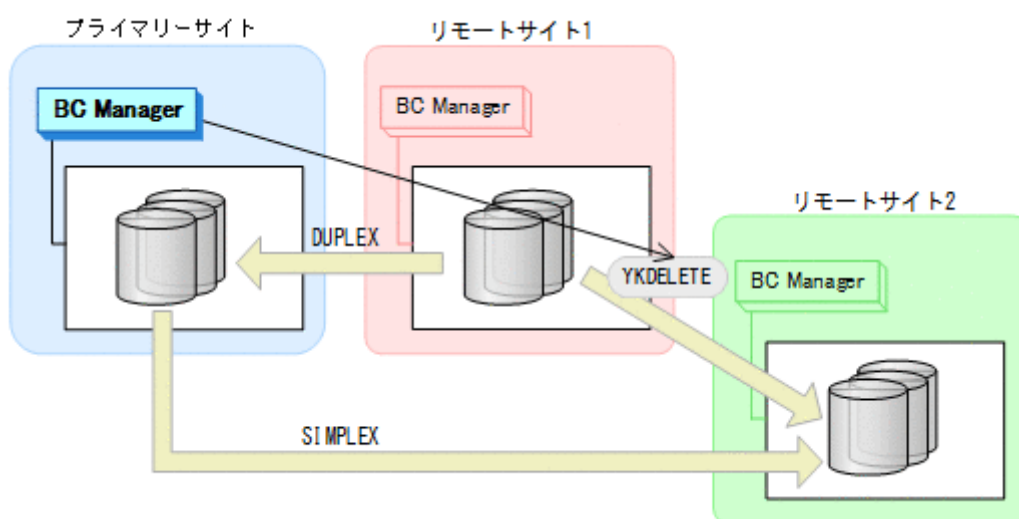 プライマリーサイト
リモートサイト1
BC Manager
BC Manager
リモートサイト2
DUPLEX
YKDELETE
BC Manager
SIMPLEX